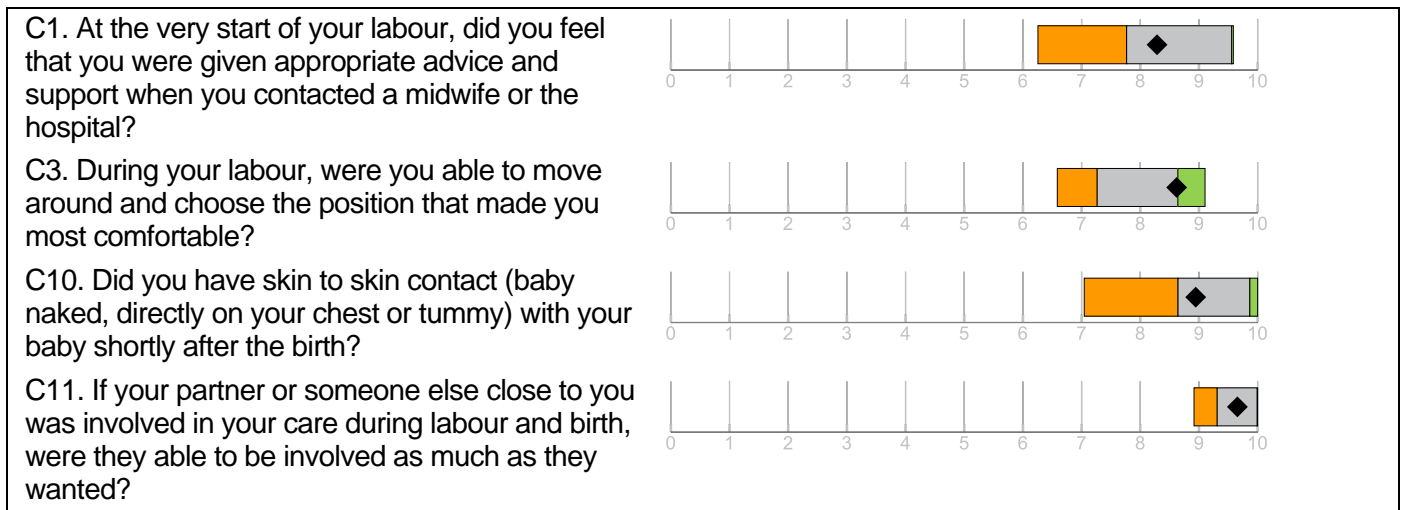 C1. At the very start of your labour, did you feel
that you were given appropriate advice and
support when you contacted a midwife or the
hospital?
0 1 2 3 4 5 6 7 8 9 10
C3. During your labour, were you able to move
around and choose the position that made you
most comfortable?
0 1 2 3 4 5 6 7 8 9 10
C10. Did you have skin to skin contact (baby
naked, directly on your chest or tummy) with your
baby shortly after the birth?
0 1 2 3 4 5 6 7 8 9 10
C11. If your partner or someone else close to you
was involved in your care during labour and birth,
were they able to be involved as much as they
wanted?
0 1 2 3 4 5 6 7 8 9 10